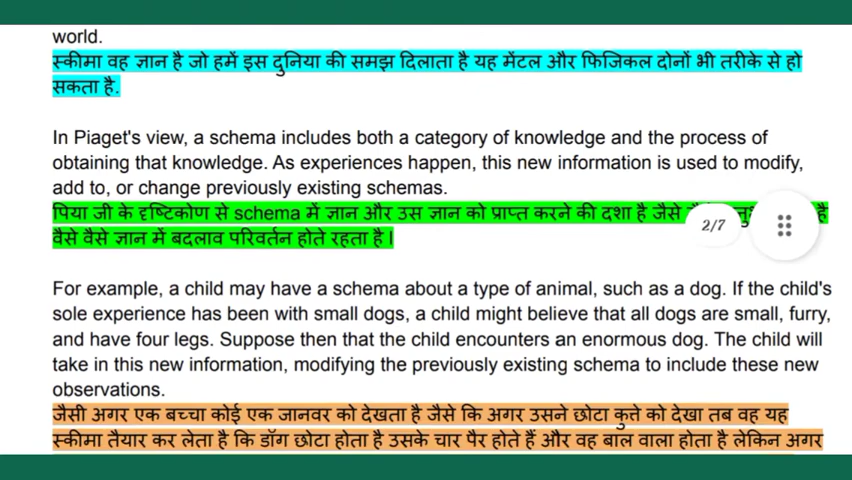 world.
स्कीमा वह ज्ञान है जो हमें इस दुनिया की समझ दिलाता है यह मेंटल और फिजिकल दोनों भी तरीके से हो
सकता है.
In Piaget's view, a schema includes both a category of knowledge and the process of
obtaining that knowledge. As experiences happen, this new information is used to modify,
add to, or change previously existing schemas.
पिया जी के दृष्टिकोण से schema में ज्ञान और उस ज्ञान को प्राप्त करने की दशा है जैसे है
2/7
वैसे वैसे ज्ञान में बदलाव परिवर्तन होते रहता है।
For example, a child may have a schema about a type of animal, such as a dog. If the child's
sole experience has been with small dogs, a child might believe that all dogs are small, furry,
and have four legs. Suppose then that the child encounters an enormous dog. The child will
take in this new information, modifying the previously existing schema to include these new
observations.
जैसी अगर एक बच्चा कोई एक जानवर को देखता है जैसे कि अगर उसने छोटा कुत्ते को देखा तब वह यह
स्कीमा तैयार कर लेता है कि डॉग छोटा होता है उसके चार पैर होते हैं और वह बाल वाला होता है लेकिन अगर